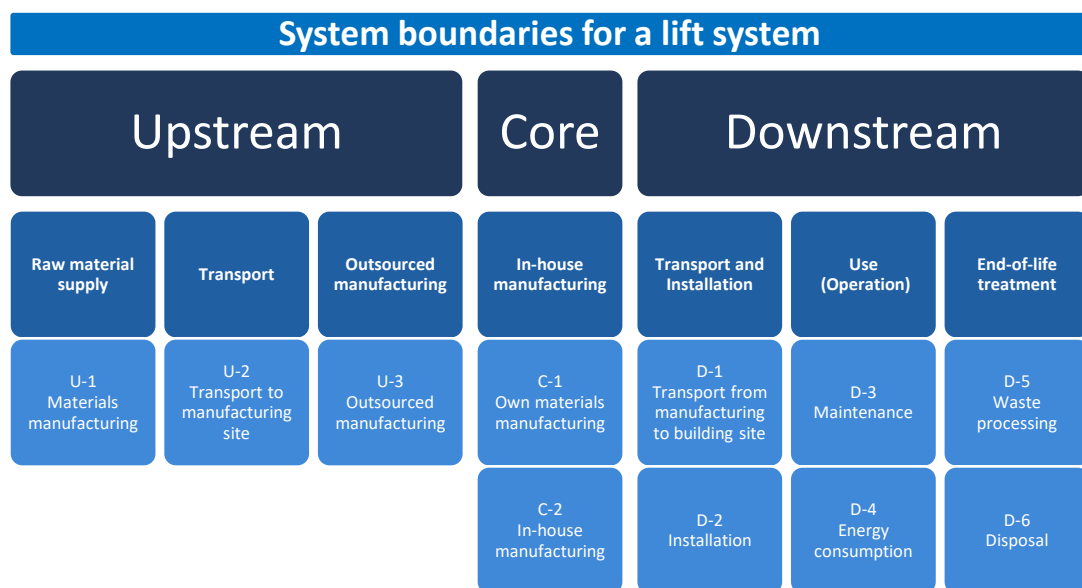 System boundaries for a lift system
Upstream
Core
Downstream
Raw material
supply
Transport
Outsourced
manufacturing
In-house
manufacturing
Transport and
Installation
Use
(Operation)
End-of-life
treatment
U-1
Materials
manufacturing
U-2
Transport to
manufacturing
site
U-3
Outsourced
manufacturing
C-1
Own materials
manufacturing
D-1
Transport from
manufacturing
to building site
D-3
Maintenance
D-5
Waste
processing
C-2
In-house
manufacturing
D-2
Installation
D-4
Energy
consumption
D-6
Disposal